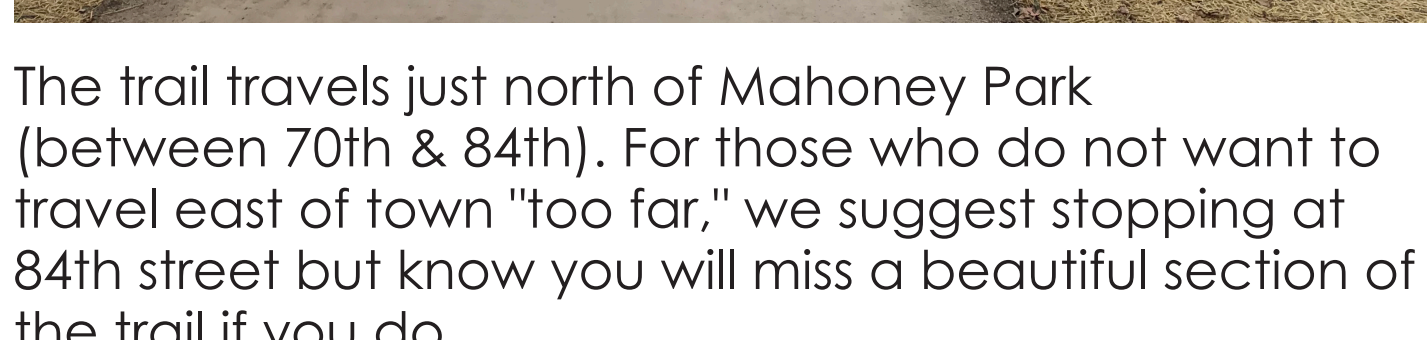 The trail travels just north of Mahoney Park
(between 70th & 84th). For those who do not want to
travel east of town "too far," we suggest stopping at
84th street but know you will miss a beautiful section of
the trail if you do